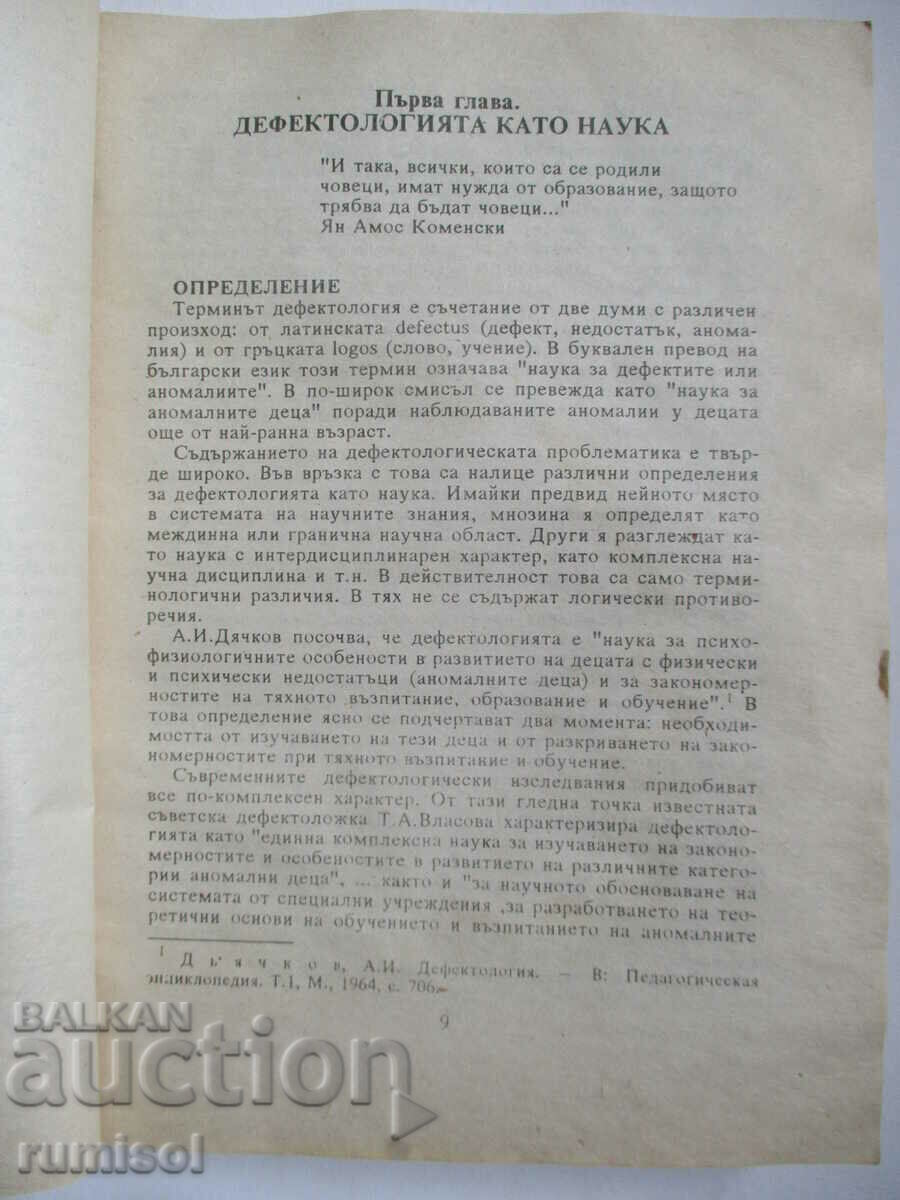 Първа глава.
ДЕФЕКТОЛОГИЯТА КАТО НАУКА
"И така, всички, които са се родили
човеци, имат нужда от образование, защото
трябва да бъдат човеци..."
Ян Амос Коменски
ОПРЕДЕЛЕНИЕ
Терминът дефектология е съчетание от две думи с различен
произход: от латинската defectus (дефект, недостатък, анома-
лия) и от гръцката logos (слово, учение). В буквален превод на
български език този термин означава "наука за дефектите или
аномалиите". В по-широк смисъл се превежда като "наука за
аномалните деца" поради наблюдаваните аномалии у децата
още от най-ранна възраст.
Съдържанието на дефектологическата проблематика е твър-
де широко. Във връзка с това са налице различни определения
за дефектологията като наука. Имайки предвид нейното място
в системата на научните знания, мнозина я определят като
междинна или гранична научна област. Други я разглеждат ка-
то наука с интердисциплинарен характер, като комплексна на-
учна дисциплина и т.н. В действителност това са само терми-
нологични различия. В тях не се съдържат логически противо-
речия.
А.И.Дячков посочва, че дефектологията е "наука за психо-
физиологичните особености в развитието на децата с физически
и психически недостатъци (аномалните деца) и за закономер-
ностите на тяхното възпитание, образование и обучение".¹ В
това определение ясно се подчертават два момента: необходи-
мостта от изучаването на тези деца и от разкриването на зако-
номерностите при тяхното възпитание и обучение.
Съвременните дефектологически изследвания придобиват
все по-комплексен характер. От тази гледна точка известната
съветска дефектоложка Т.А.Власова характеризира дефектоло-
гията като "единна комплексна наука за изучаването на законо-
мерностите и особеностите в развитието на различните катего-
рии аномални деца", ... както и "за научното обосноваване на
системата от специални учреждения ,за разработването на тео-
ретични основи на обучението и възпитанието на аномалните
1
Дьячков, А.И. Дефектология. – В: Педагогическая
энциклопедия. Т.1, М., 1964, с. 706.
9
BALKAN
auction
rumisol